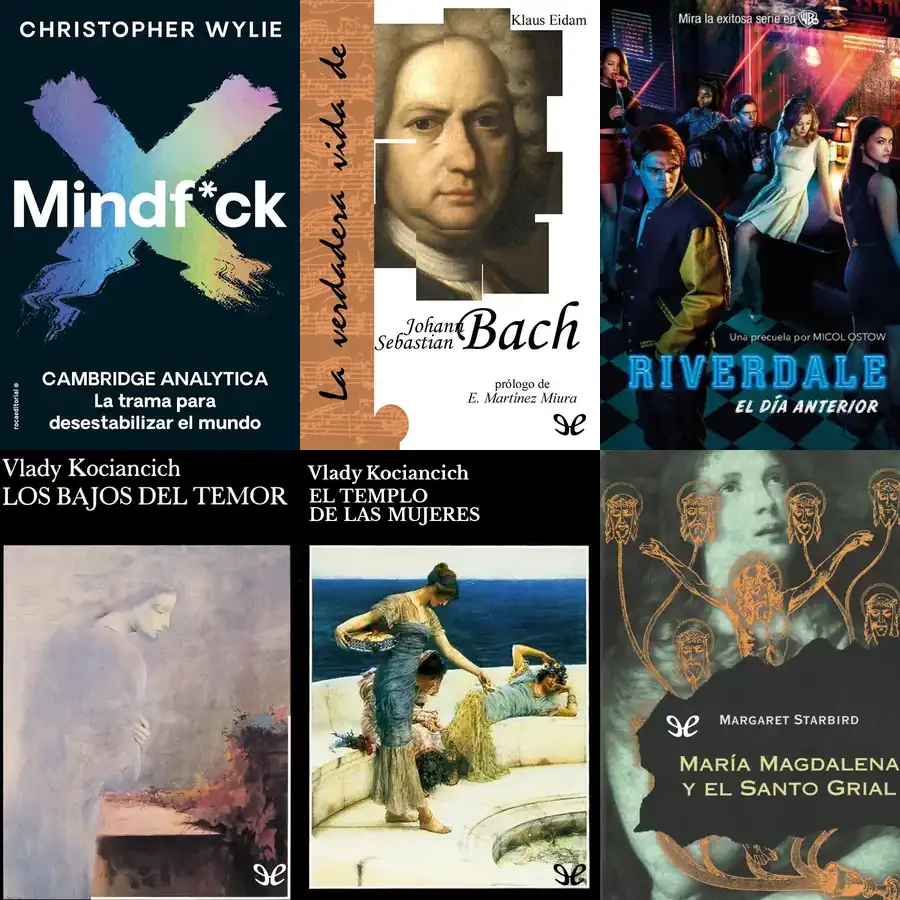 CHRISTOPHER WYLIE
Mindf*ck
CAMBRIDGE ANALYTICA
La trama para
desestabilizar el mundo
rocaeditorial
Klaus Eidam
La verdadera vida de
Johann
Sebastian Bach
prólogo de
E. Martínez Miura
Mira la exitosa serie en WB
Una precuela por MICOL OSTOW
RIVERDALE
EL DÍA ANTERIOR
Vlady Kociancich
LOS BAJOS DEL TEMOR
Vlady Kociancich
EL TEMPLO
DE LAS MUJERES
MARGARET STARBIRD
MARÍA MAGDALENA
Y EL SANTO GRIAL